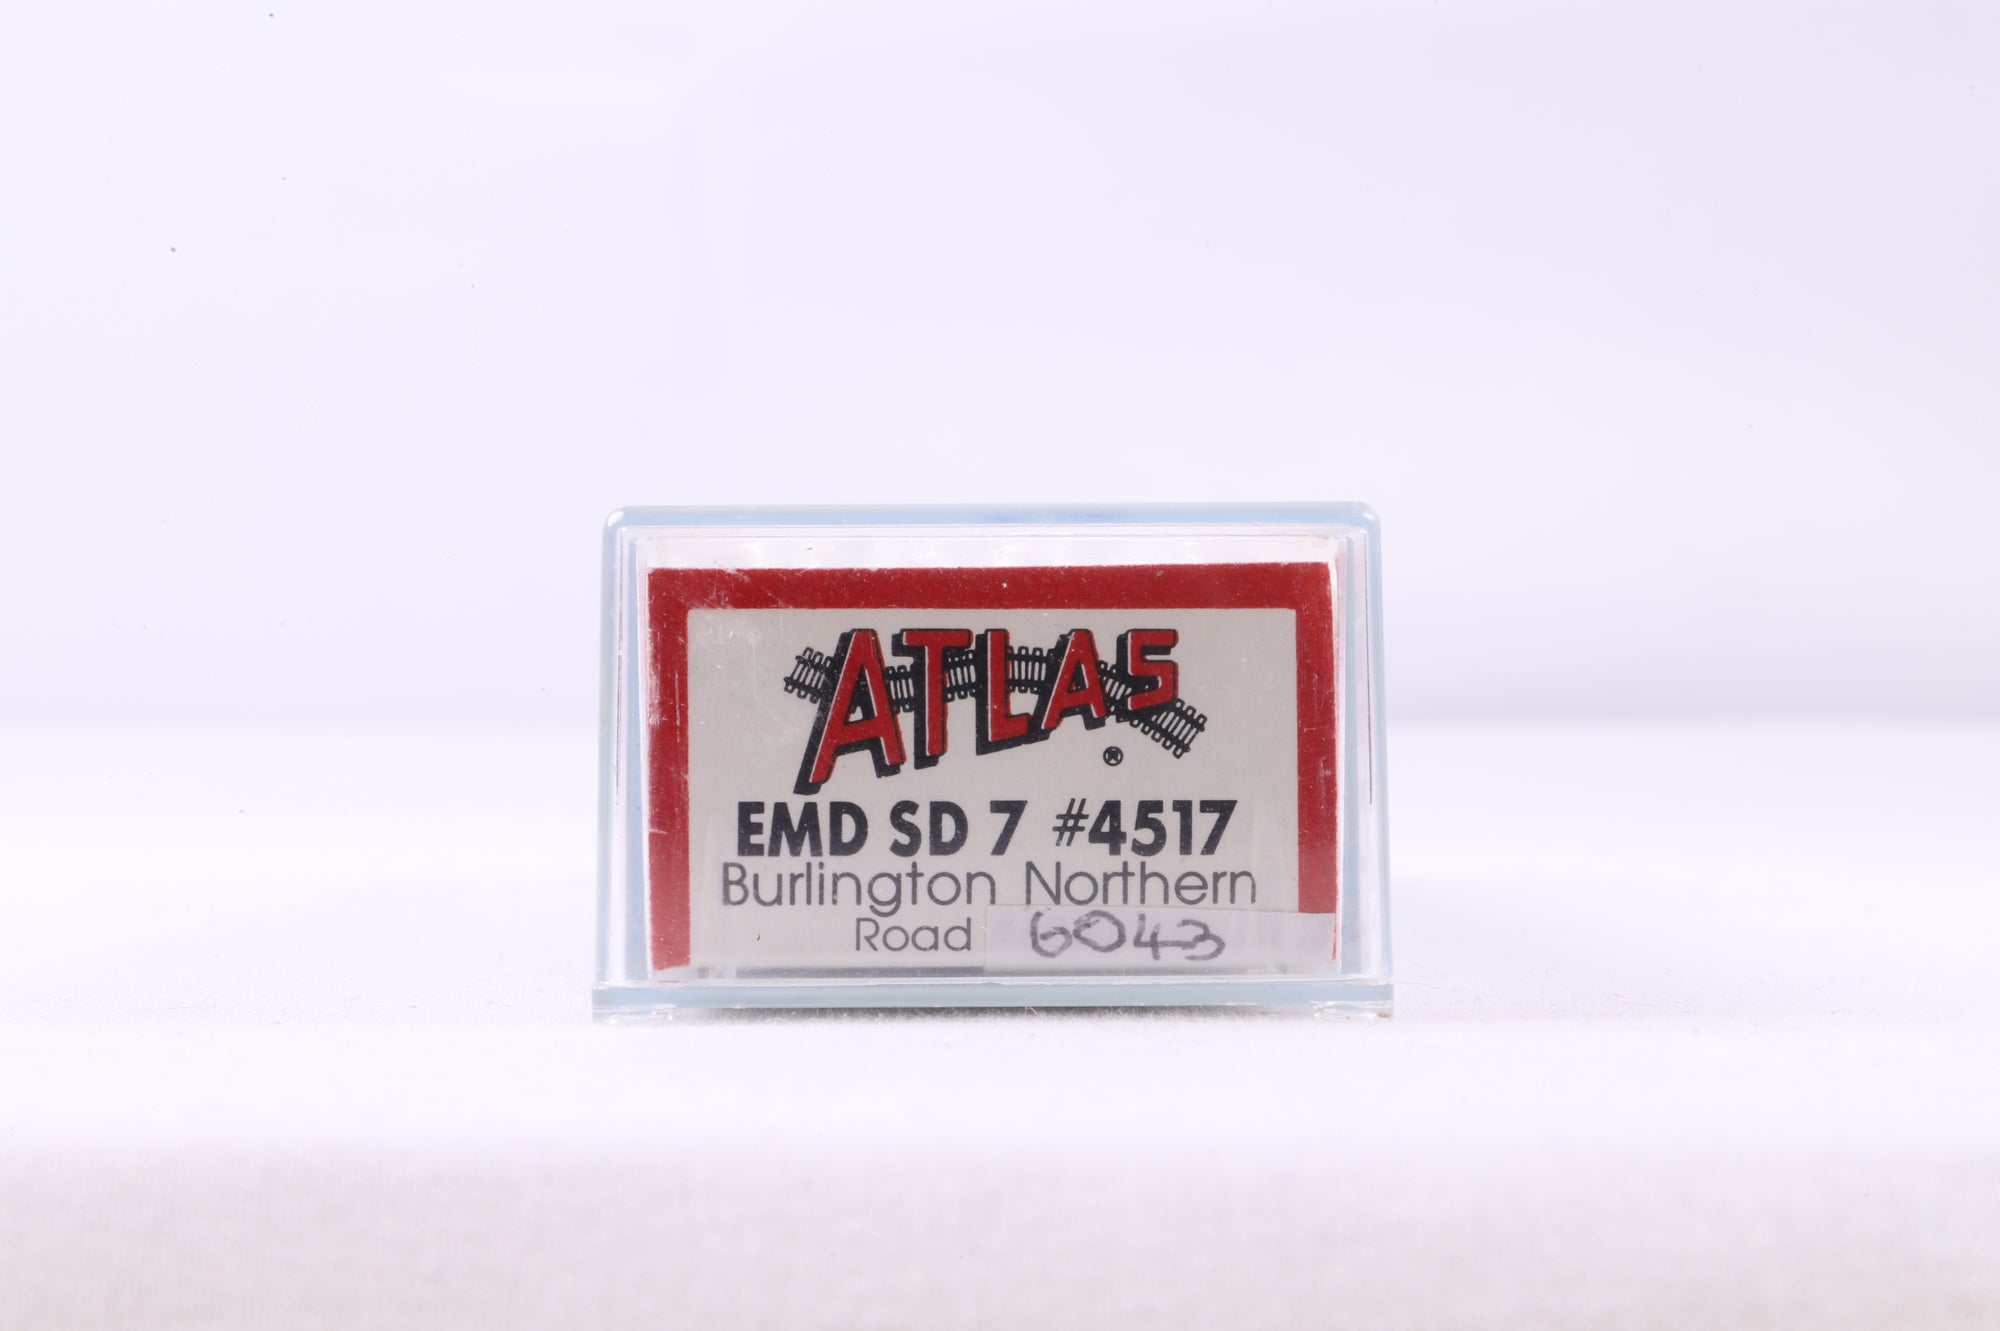 ATLAS ®
EMD SD 7 #4517
Burlington Northern
Road 6043